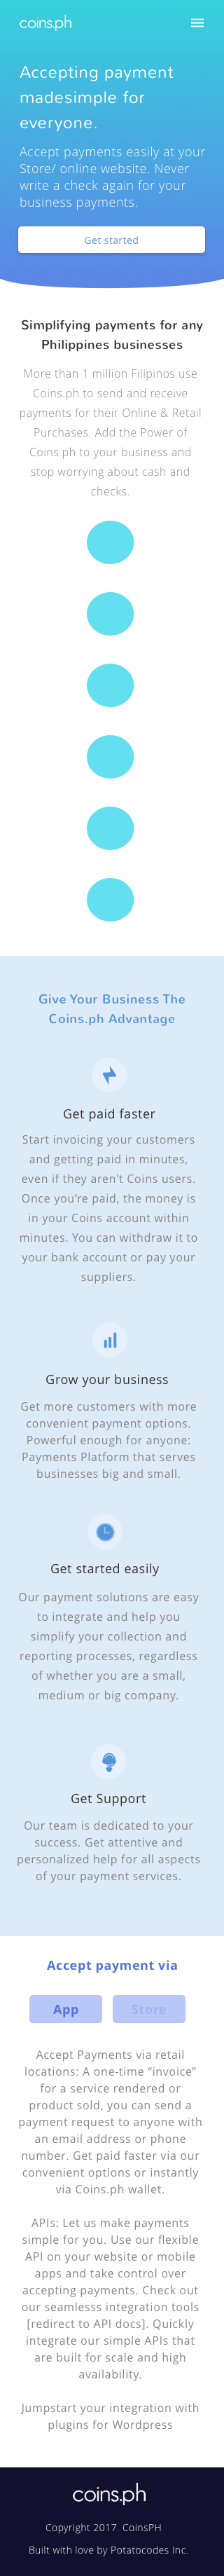 coins.ph
Accepting payment
madesimple for
everyone.
Accept payments easily at your
Store/ online website. Never
write a check again for your
business payments.
Get started
Simplifying payments for any
Philippines businesses
More than 1 million Filipinos use
Coins.ph to send and receive
payments for their Online & Retail
Purchases. Add the Power of
Coins.ph to your business and
stop worrying about cash and
checks.
Give Your Business The
Coins.ph Advantage
Get paid faster
Start invoicing your customers
and getting paid in minutes,
even if they aren't Coins users.
Once you're paid, the money is
in your Coins account within
minutes. You can withdraw it to
your bank account or pay your
suppliers.
Grow your business
Get more customers with more
convenient payment options.
Powerful enough for anyone:
Payments Platform that serves
businesses big and small.
Get started easily
Our payment solutions are easy
to integrate and help you
simplify your collection and
reporting processes, regardless
of whether you are a small,
medium or big company.
Get Support
Our team is dedicated to your
success. Get attentive and
personalized help for all aspects
of your payment services.
Accept payment via
App Store
Accept Payments via retail
locations: A one-time “invoice”
for a service rendered or
product sold, you can send a
payment request to anyone with
an email address or phone
number. Get paid faster via our
convenient options or instantly
via Coins.ph wallet.
APIs: Let us make payments
simple for you. Use our flexible
API on your website or mobile
apps and take control over
accepting payments. Check out
our seamlesss integration tools
[redirect to API docs]. Quickly
integrate our simple APIs that
are built for scale and high
availability.
Jumpstart your integration with
plugins for Wordpress
coins.ph
Copyright 2017. CoinsPH
Built with love by Potatocodes Inc.